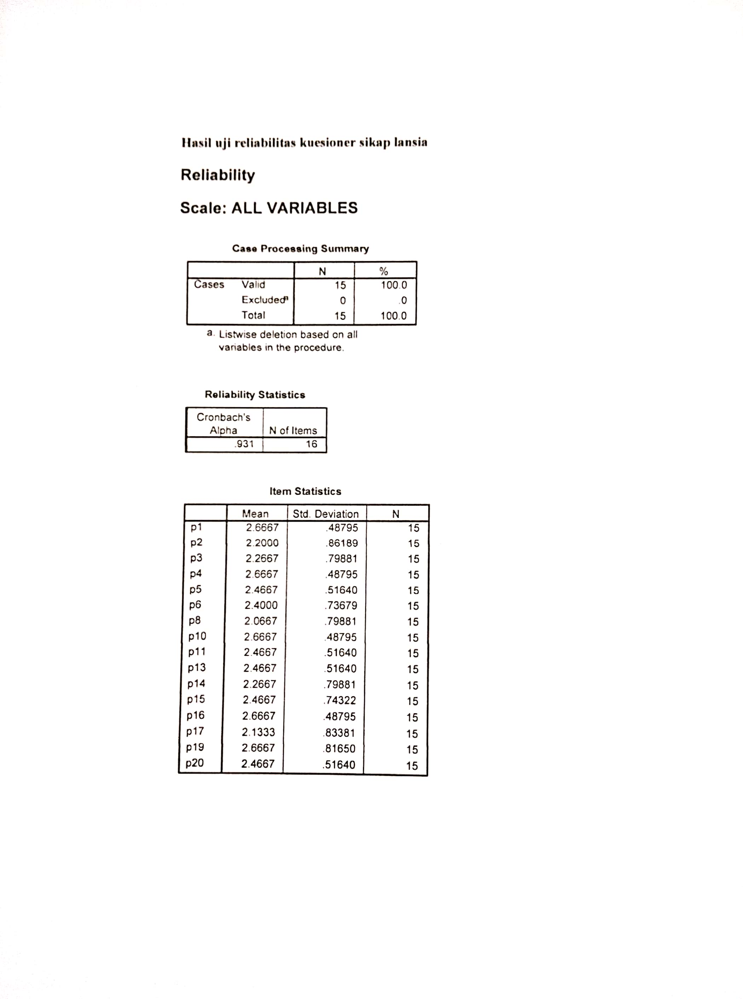 Hasil uji reliabilitas kuesioner sikap lansia
Reliability
Scale: ALL VARIABLES
Case Processing Summary
N %
Cases Valid 15 100.0
Excludedᵃ 0 .0
Total 15 100.0
a. Listwise deletion based on all
variables in the procedure.
Reliability Statistics
Cronbach's
Alpha N of Items
.931 16
Item Statistics
Mean Std. Deviation N
p1 2.6667 .48795 15
p2 2.2000 .86189 15
p3 2.2667 .79881 15
p4 2.6667 .48795 15
p5 2.4667 .51640 15
p6 2.4000 .73679 15
p8 2.0667 .79881 15
p10 2.6667 .48795 15
p11 2.4667 .51640 15
p13 2.4667 .51640 15
p14 2.2667 .79881 15
p15 2.4667 .74322 15
p16 2.6667 .48795 15
p17 2.1333 .83381 15
p19 2.6667 .81650 15
p20 2.4667 .51640 15